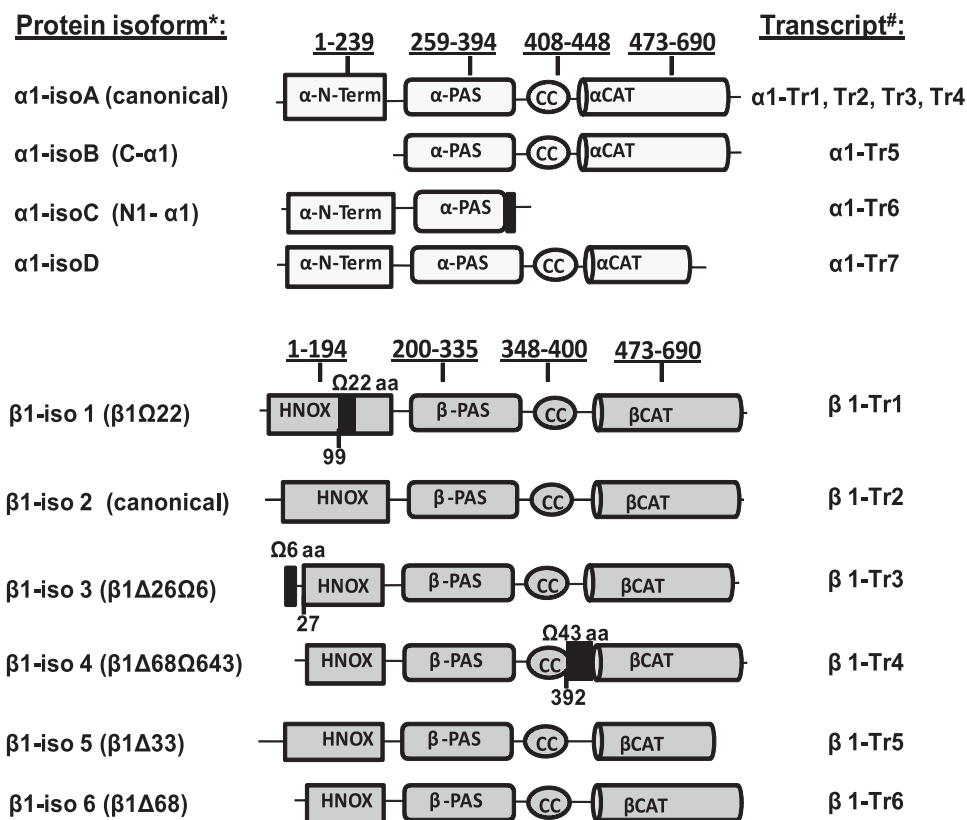 Protein isoform*: 1-239 259-394 408-448 473-690 Transcript#:
α1-isoA (canonical) α-N-Term α-PAS CC αCAT α1-Tr1, Tr2, Tr3, Tr4
α1-isoB (C-α1) α-PAS CC αCAT α1-Tr5
α1-isoC (N1- α1) α-N-Term α-PAS α1-Tr6
α1-isoD α-N-Term α-PAS CC αCAT α1-Tr7
1-194 200-335 348-400 473-690
Ω22 aa
β1-iso 1 (β1Ω22) HNOX β-PAS CC βCAT β 1-Tr1
99
β1-iso 2 (canonical) HNOX β-PAS CC βCAT β 1-Tr2
Ω6 aa
β1-iso 3 (β1Δ26Ω6) HNOX β-PAS CC βCAT β 1-Tr3
27
Ω43 aa
β1-iso 4 (β1Δ68Ω643) HNOX β-PAS CC βCAT β 1-Tr4
392
β1-iso 5 (β1Δ33) HNOX β-PAS CC βCAT β 1-Tr5
β1-iso 6 (β1Δ68) HNOX β-PAS CC βCAT β 1-Tr6